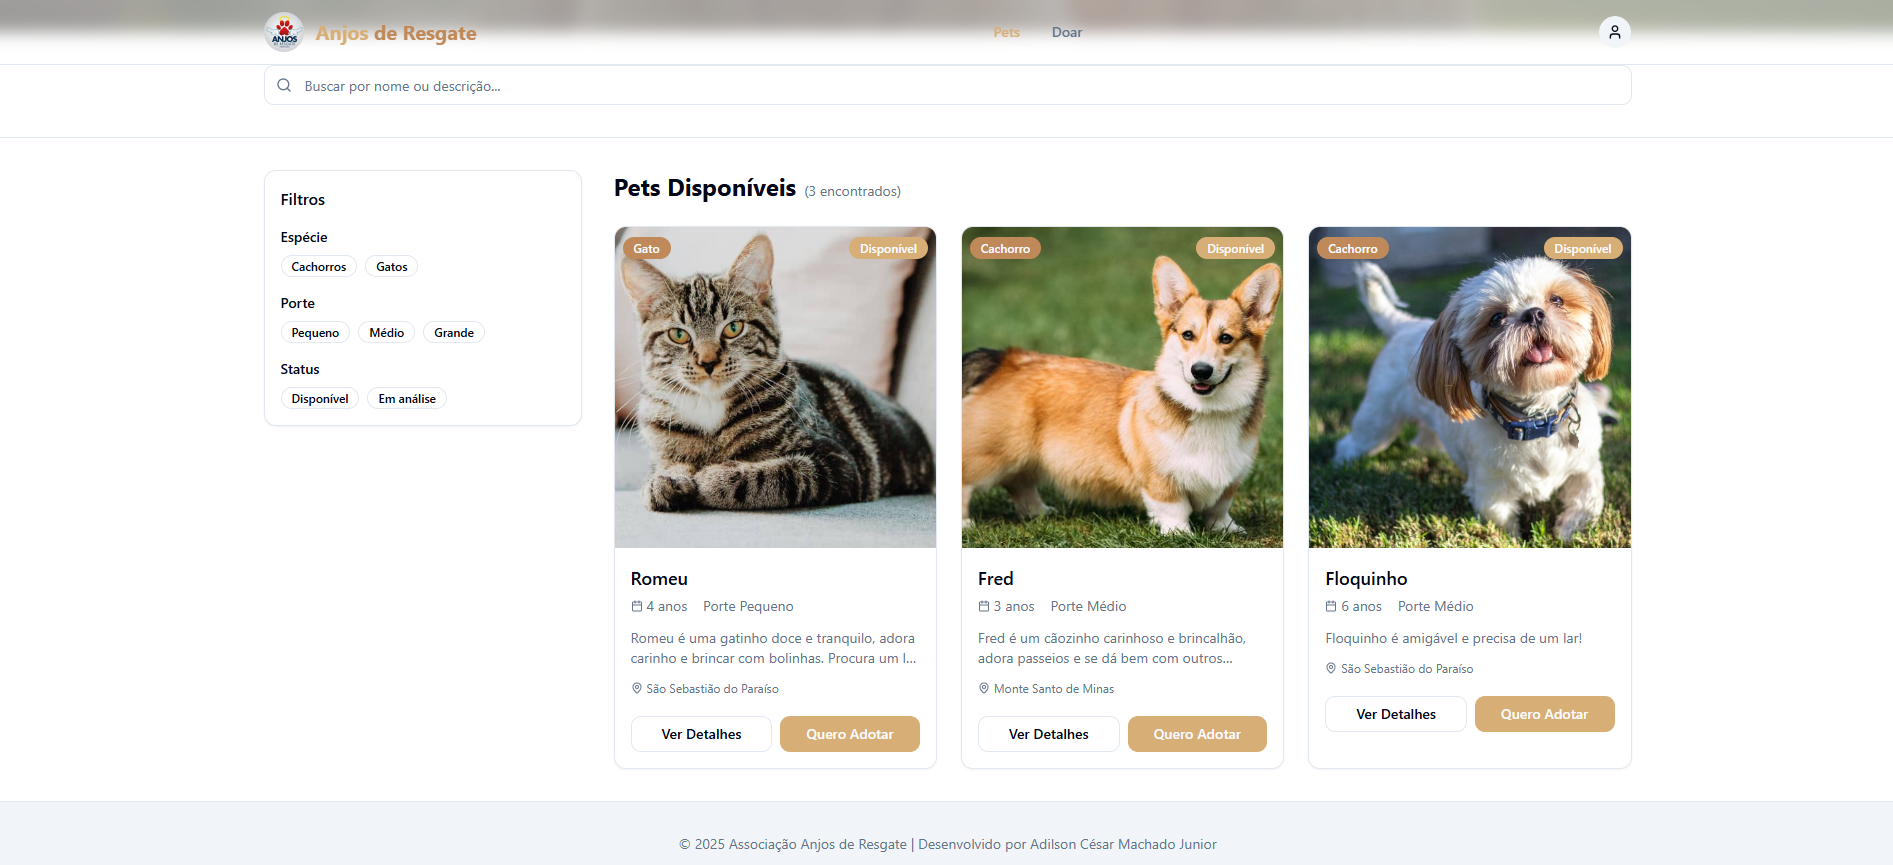 ANJOS
Anjos de Resgate
Pets
Doar
Buscar por nome ou descrição...
Filtros
Espécie
Cachorros
Gatos
Porte
Pequeno
Médio
Grande
Status
Disponível
Em análise
Pets Disponíveis (3 encontrados)
Gato
Disponível
Romeu
4 anos Porte Pequeno
Romeu é uma gatinho doce e tranquilo, adora
carinho e brincar com bolinhas. Procura um l...
São Sebastião do Paraíso
Ver Detalhes
Quero Adotar
Cachorro
Disponível
Fred
3 anos Porte Médio
Fred é um cãozinho carinhoso e brincalhão,
adora passeios e se dá bem com outros...
Monte Santo de Minas
Ver Detalhes
Quero Adotar
Cachorro
Disponível
Floquinho
6 anos Porte Médio
Floquinho é amigável e precisa de um lar!
São Sebastião do Paraíso
Ver Detalhes
Quero Adotar
© 2025 Associação Anjos de Resgate | Desenvolvido por Adilson César Machado Junior